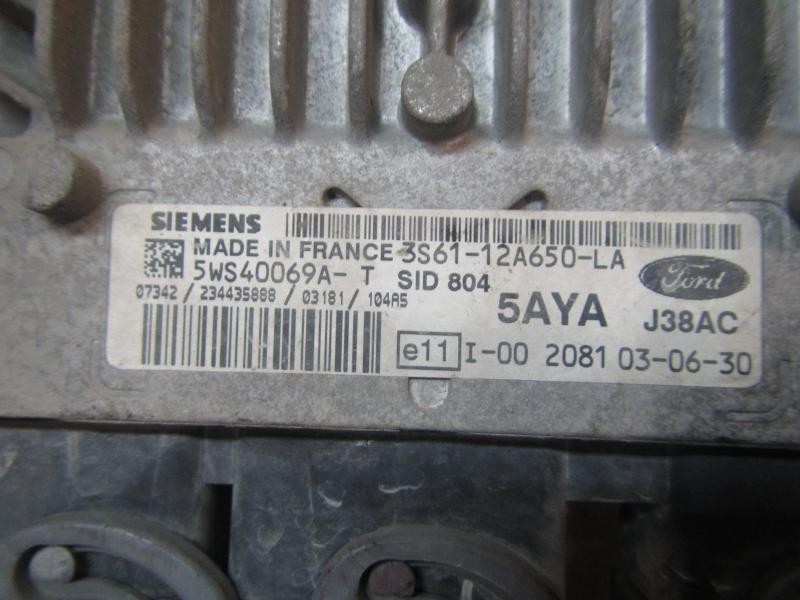 SIEMENS
MADE IN FRANCE 3S61-12A650-LA
5WS40069A- T SID 804
Ford
07342 / 234435888 / 03181 / 104A5
5AYA J38AC
e11 I-00 2081 03-06-30